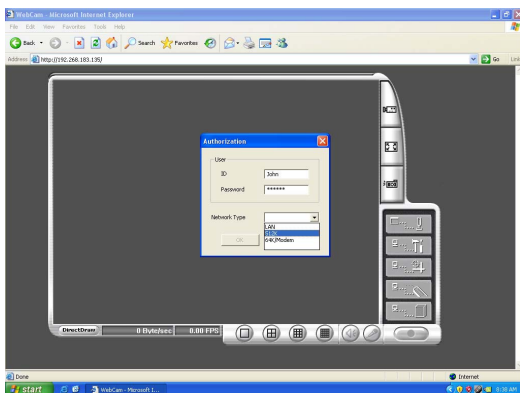 WebCam - Microsoft Internet Explorer
File Edit View Favorites Tools Help
Back Search Favorites
Address http://192.268.183.135/ Go Links
Authorization
User
ID John
Password ******
Network Type
LAN
512K
64K/Modem
Ok
DirectDraw 0 Byte/sec 0.00 FPS
Done Internet
start WebCam - Microsoft I... 8:38 AM